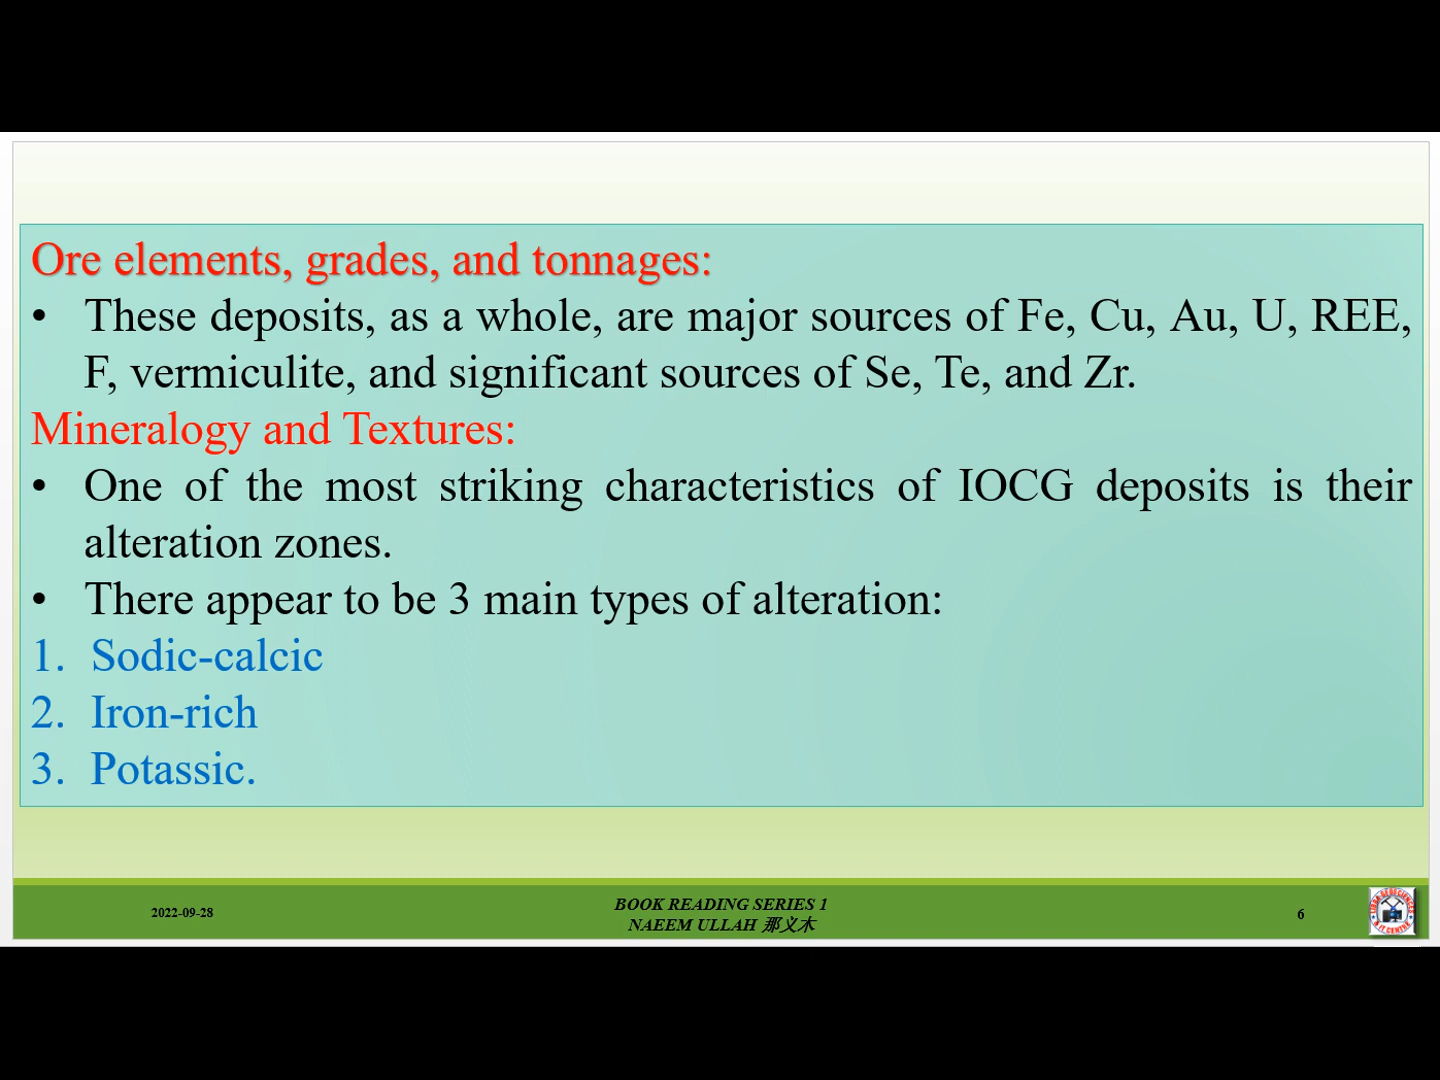 Ore elements, grades, and tonnages:
• These deposits, as a whole, are major sources of Fe, Cu, Au, U, REE,
F, vermiculite, and significant sources of Se, Te, and Zr.
Mineralogy and Textures:
• One of the most striking characteristics of IOCG deposits is their
alteration zones.
• There appear to be 3 main types of alteration:
1. Sodic-calcic
2. Iron-rich
3. Potassic.
2022-09-28
BOOK READING SERIES 1
NAEEM ULLAH 那义木
6